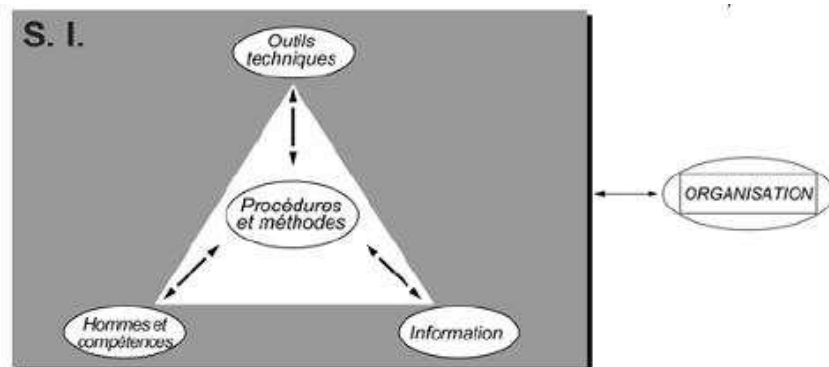 S. I.
Outils
techniques
Procédures
et méthodes
ORGANISATION
Hommes et
compétences
Information